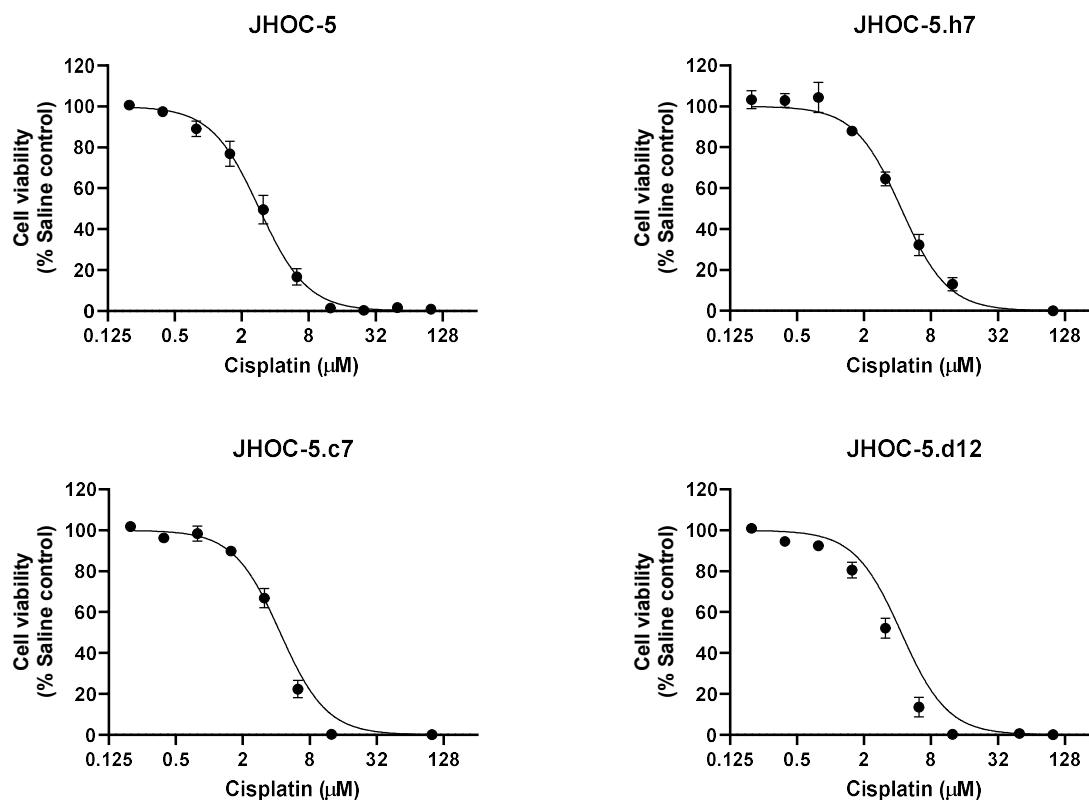 JHOC-5
120
100
80
60
40
20
0
Cell viability
(% Saline control)
0.125 0.5 2 8 32 128
Cisplatin (μM)
JHOC-5.h7
120
100
80
60
40
20
0
Cell viability
(% Saline control)
0.125 0.5 2 8 32 128
Cisplatin (μM)
JHOC-5.c7
120
100
80
60
40
20
0
Cell viability
(% Saline control)
0.125 0.5 2 8 32 128
Cisplatin (μM)
JHOC-5.d12
120
100
80
60
40
20
0
Cell viability
(% Saline control)
0.125 0.5 2 8 32 128
Cisplatin (μM)